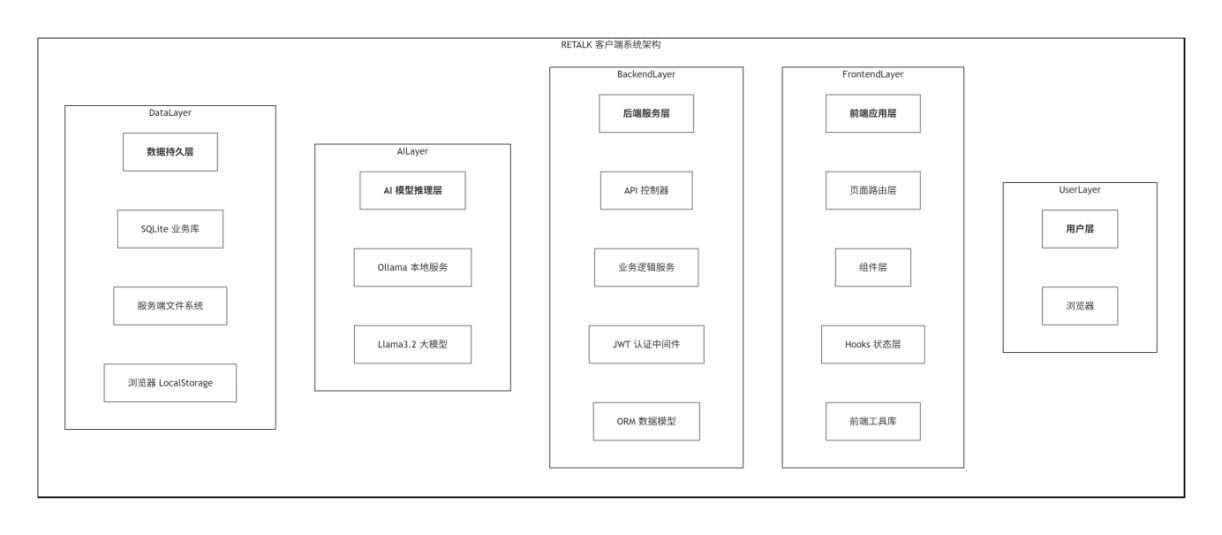 RETALK 客户端系统架构
DataLayer
数据持久层
SQLite 业务库
服务端文件系统
浏览器 LocalStorage
AILayer
AI 模型推理层
Ollama 本地服务
Llama3.2 大模型
BackendLayer
后端服务层
API 控制器
业务逻辑服务
JWT 认证中间件
ORM 数据模型
FrontendLayer
前端应用层
页面路由层
组件层
Hooks 状态层
前端工具库
UserLayer
用户层
浏览器